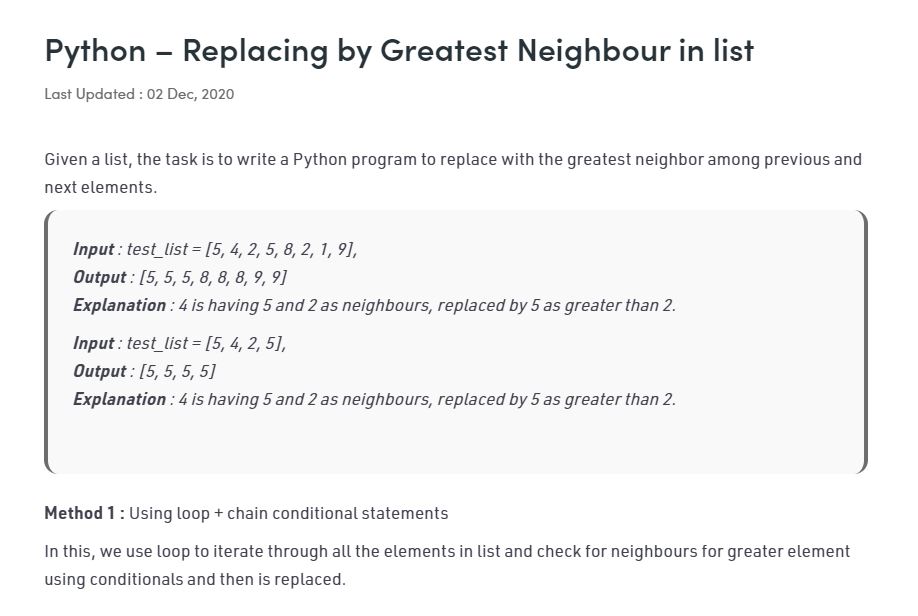 Python – Replacing by Greatest Neighbour in list
Last Updated : 02 Dec, 2020
Given a list, the task is to write a Python program to replace with the greatest neighbor among previous and
next elements.
Input : test_list = [5, 4, 2, 5, 8, 2, 1, 9],
Output : [5, 5, 5, 8, 8, 8, 9, 9]
Explanation : 4 is having 5 and 2 as neighbours, replaced by 5 as greater than 2.
Input : test_list = [5, 4, 2, 5],
Output : [5, 5, 5, 5]
Explanation : 4 is having 5 and 2 as neighbours, replaced by 5 as greater than 2.
Method 1 : Using loop + chain conditional statements
In this, we use loop to iterate through all the elements in list and check for neighbours for greater element
using conditionals and then is replaced.